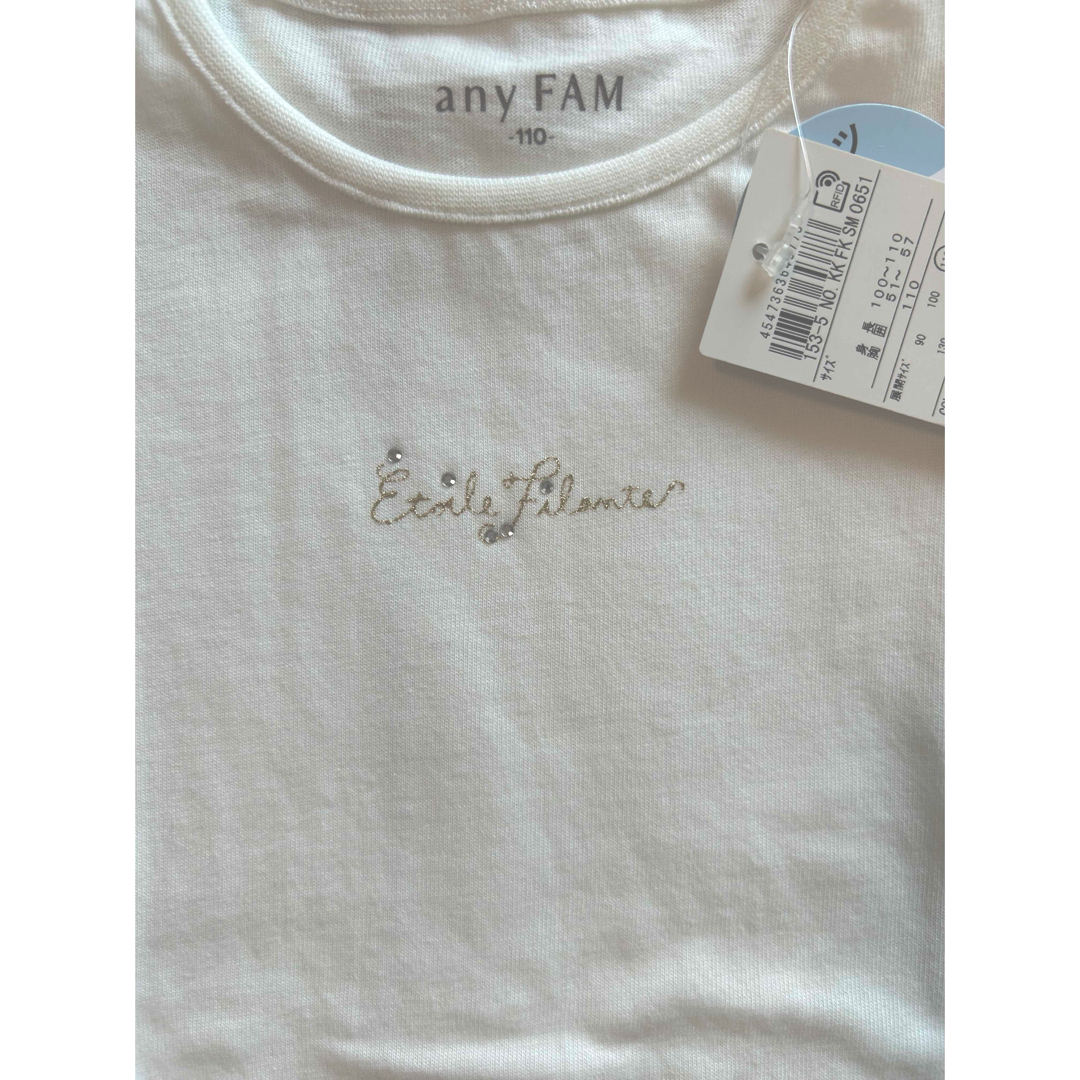 any FAM
-110-
Etoile Filante
RFID
153-5 NO. KK FK SM 0651
サイズ
身長 100～110
胸囲 51～ 57
110
展開サイズ 90 100
130